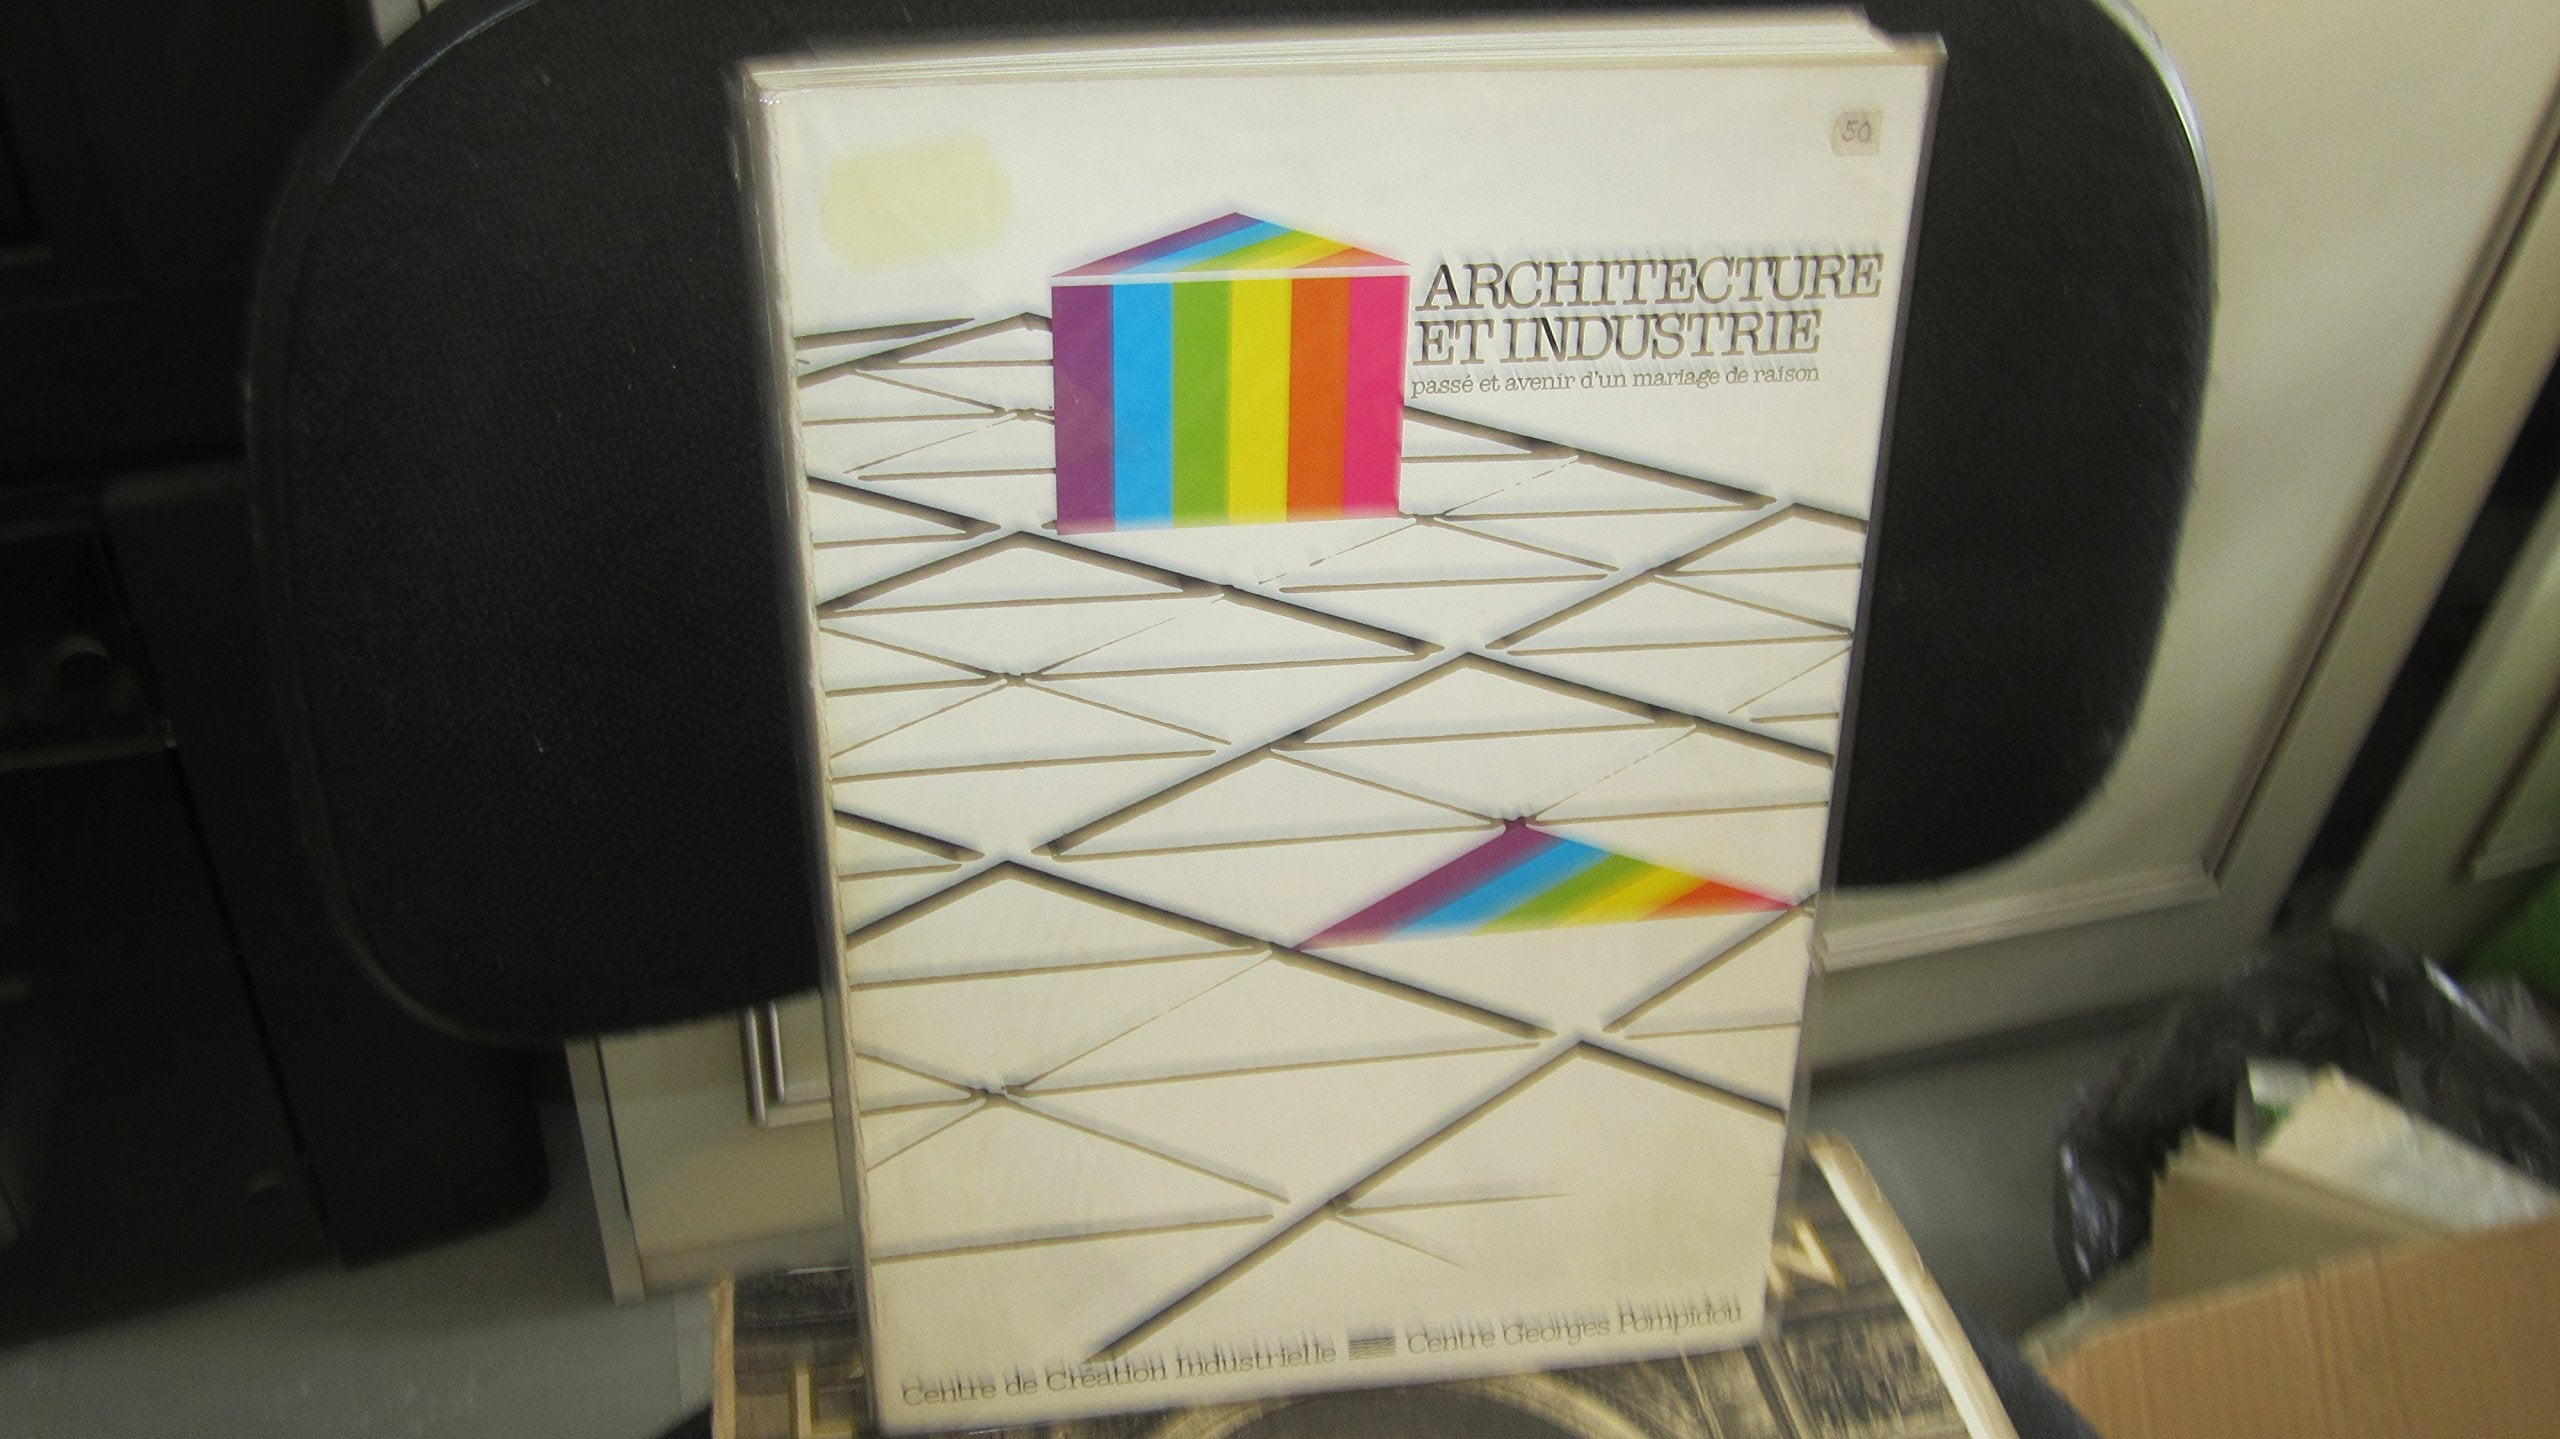 50
ARCHITECTURE
ET INDUSTRIE
passé et avenir d'un mariage de raison
Centre de Création Industrielle Centre Georges Pompidou
N